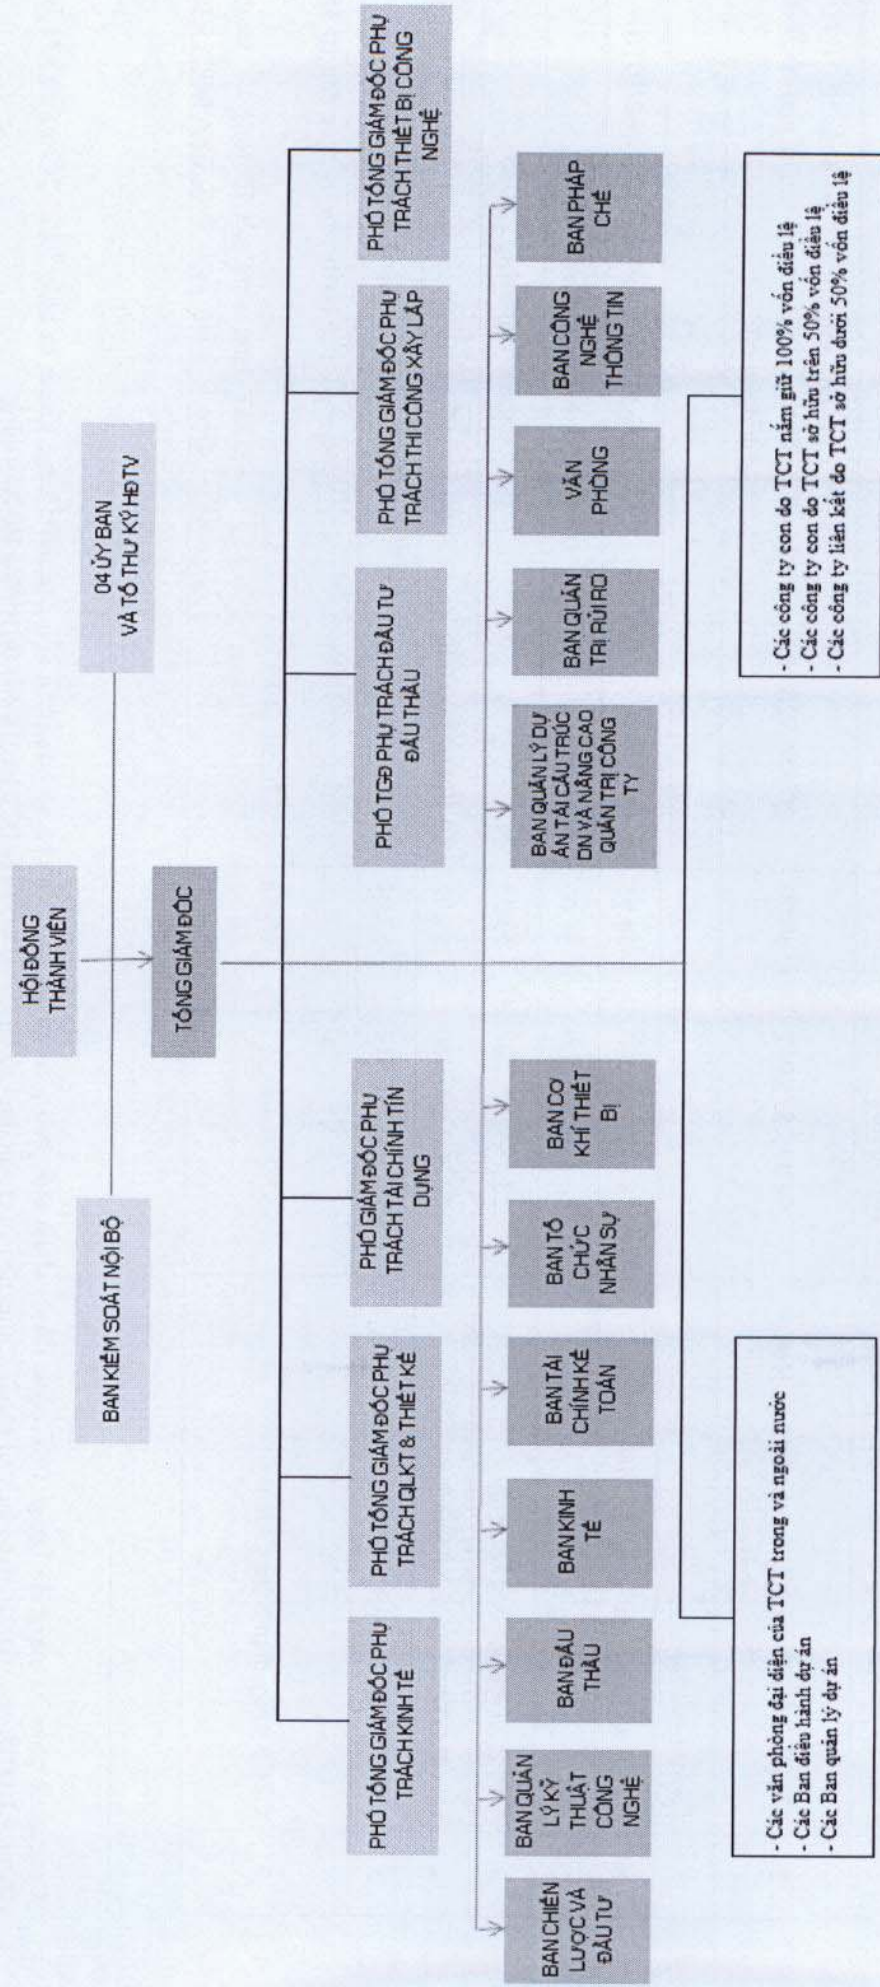 HỘI ĐỒNG
THÀNH VIÊN
BAN KIỂM SOÁT NỘI BỘ
04 ỦY BAN
VÀ TỔ THƯ KÝ HĐTV
TỔNG GIÁM ĐỐC
PHÓ TỔNG GIÁM ĐỐC PHỤ
TRÁCH KINH TẾ
PHÓ TỔNG GIÁM ĐỐC PHỤ
TRÁCH QLKT & THIẾT KẾ
PHÓ GIÁM ĐỐC PHỤ
TRÁCH TÀI CHÍNH TÍN
DỤNG
PHÓ TGĐ PHỤ TRÁCH ĐẦU TƯ
ĐẤU THẦU
PHÓ TỔNG GIÁM ĐỐC PHỤ
TRÁCH THI CÔNG XÂY LẮP
PHÓ TỔNG GIÁM ĐỐC PHỤ
TRÁCH THIẾT BỊ CÔNG
NGHỆ
BAN CHIẾN
LƯỢC VÀ
ĐẦU TƯ
BAN QUẢN
LÝ KỸ
THUẬT
CÔNG
NGHỆ
BAN ĐẤU
THẦU
BAN KINH
TẾ
BAN TÀI
CHÍNH KẾ
TOÁN
BAN TỔ
CHỨC
NHÂN SỰ
BAN CƠ
KHÍ THIẾT
BỊ
BAN QUẢN LÝ DỰ
ÁN TÁI CẤU TRÚC
DN VÀ NÂNG CAO
QUẢN TRỊ CÔNG
TY
BAN QUẢN
TRỊ RỦI RO
VĂN
PHÒNG
BAN CÔNG
NGHỆ
THÔNG TIN
BAN PHÁP
CHẾ
- Các văn phòng đại diện của TCT trong và ngoài nước
- Các Ban điều hành dự án
- Các Ban quản lý dự án
- Các công ty con do TCT nắm giữ 100% vốn điều lệ
- Các công ty con do TCT sở hữu trên 50% vốn điều lệ
- Các công ty liên kết do TCT sở hữu dưới 50% vốn điều lệ